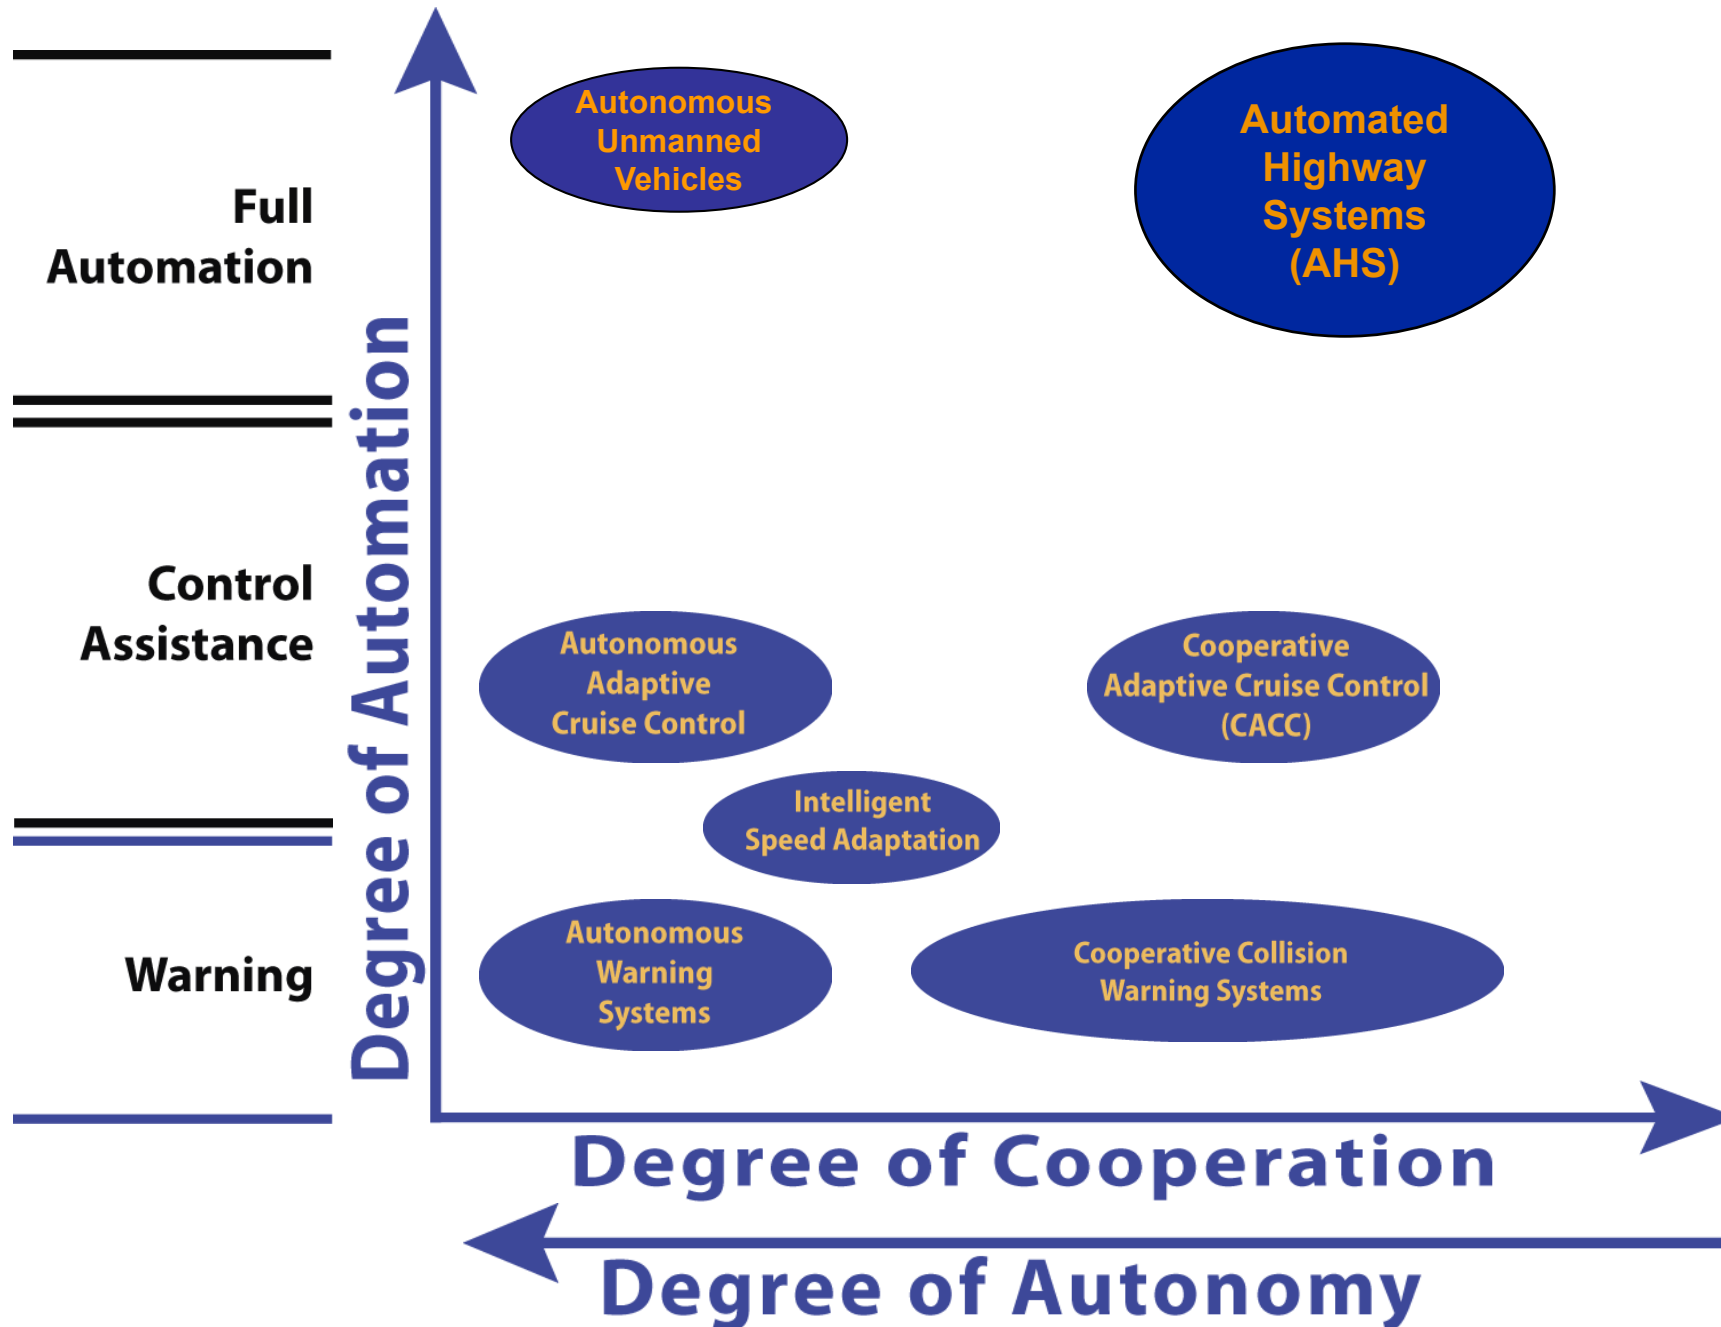 Full
Automation
Control
Assistance
Warning
Degree of Automation
Autonomous
Unmanned
Vehicles
Automated
Highway
Systems
(AHS)
Autonomous
Adaptive
Cruise Control
Cooperative
Adaptive Cruise Control
(CACC)
Intelligent
Speed Adaptation
Autonomous
Warning
Systems
Cooperative Collision
Warning Systems
Degree of Cooperation
Degree of Autonomy